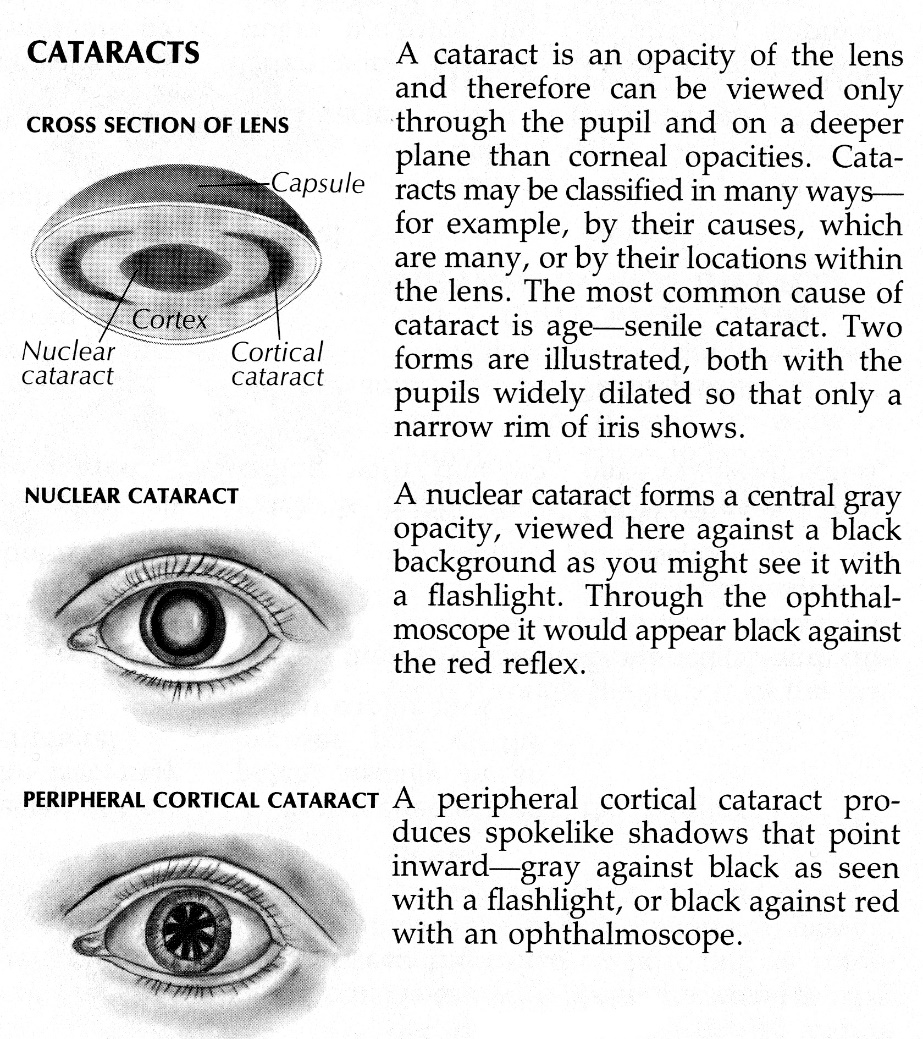 CATARACTS
CROSS SECTION OF LENS
Capsule
Cortex
Nuclear
cataract
Cortical
cataract
A cataract is an opacity of the lens
and therefore can be viewed only
through the pupil and on a deeper
plane than corneal opacities. Cata-
racts may be classified in many ways—
for example, by their causes, which
are many, or by their locations within
the lens. The most common cause of
cataract is age—senile cataract. Two
forms are illustrated, both with the
pupils widely dilated so that only a
narrow rim of iris shows.
NUCLEAR CATARACT
A nuclear cataract forms a central gray
opacity, viewed here against a black
background as you might see it with
a flashlight. Through the ophthal-
moscope it would appear black against
the red reflex.
PERIPHERAL CORTICAL CATARACT
A peripheral cortical cataract pro-
duces spokelike shadows that point
inward—gray against black as seen
with a flashlight, or black against red
with an ophthalmoscope.